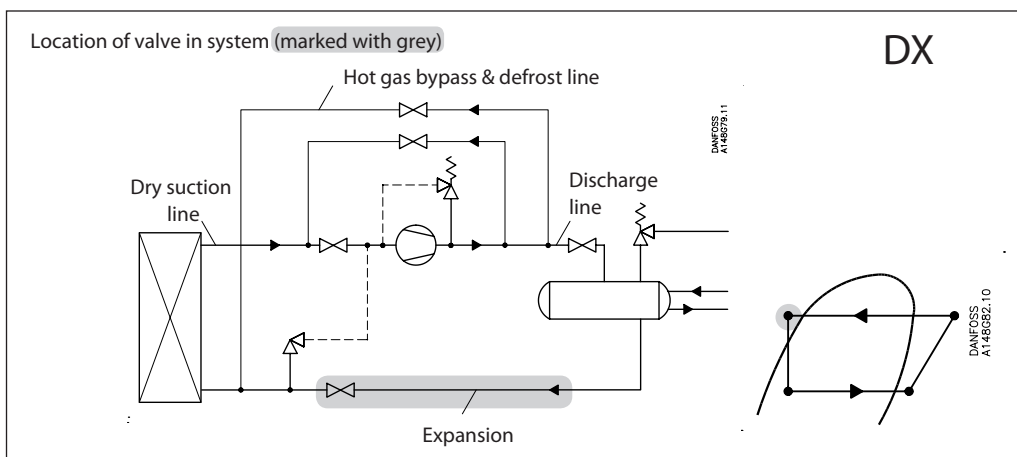 Location of valve in system (marked with grey)
DX
Hot gas bypass & defrost line
DANFOSS
A148G79.11
Dry suction
line
Discharge
line
DANFOSS
A148G82.10
Expansion